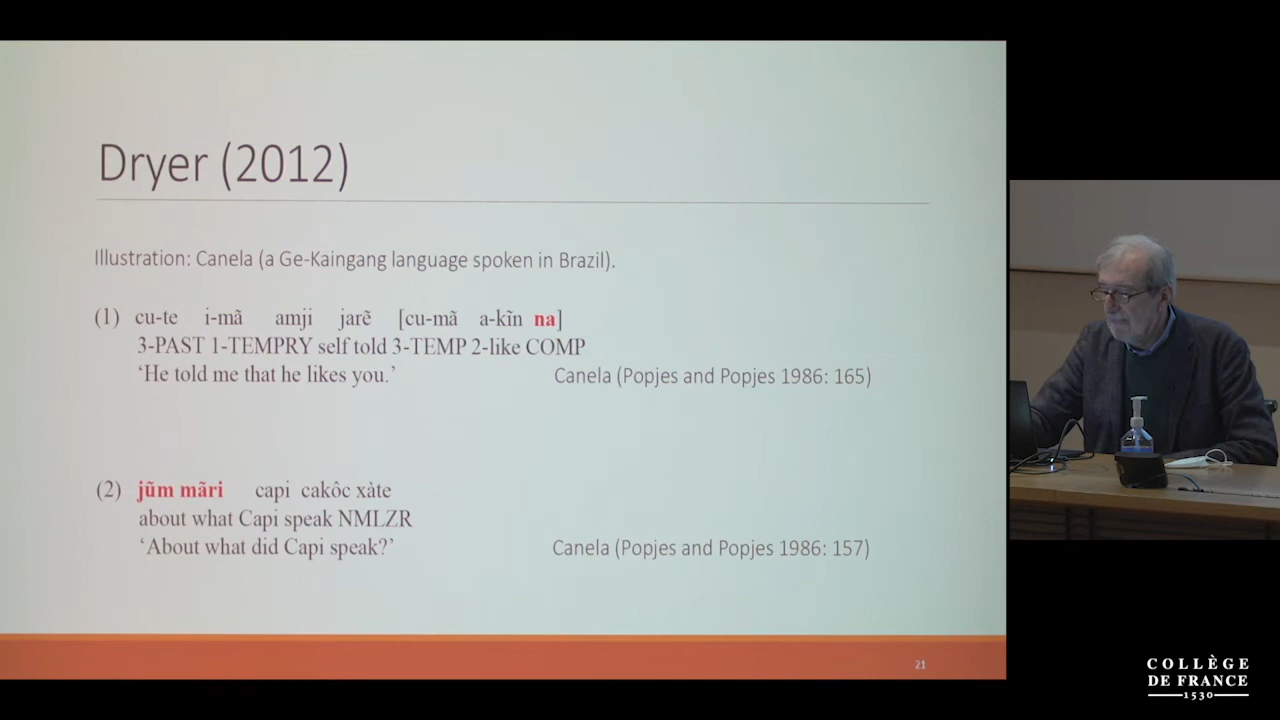 Dryer (2012)
Illustration: Canela (a Ge-Kaingang language spoken in Brazil).
(1) cu-te i-mã amji jarẽ [cu-mã a-kĩn na]
3-PAST 1-TEMPRY self told 3-TEMP 2-like COMP
‘He told me that he likes you.’ Canela (Popjes and Popjes 1986: 165)
(2) jũm mãri capi cakôc xàte
about what Capi speak NMLZR
‘About what did Capi speak?’ Canela (Popjes and Popjes 1986: 157)
21
COLLÈGE
DE FRANCE
1530